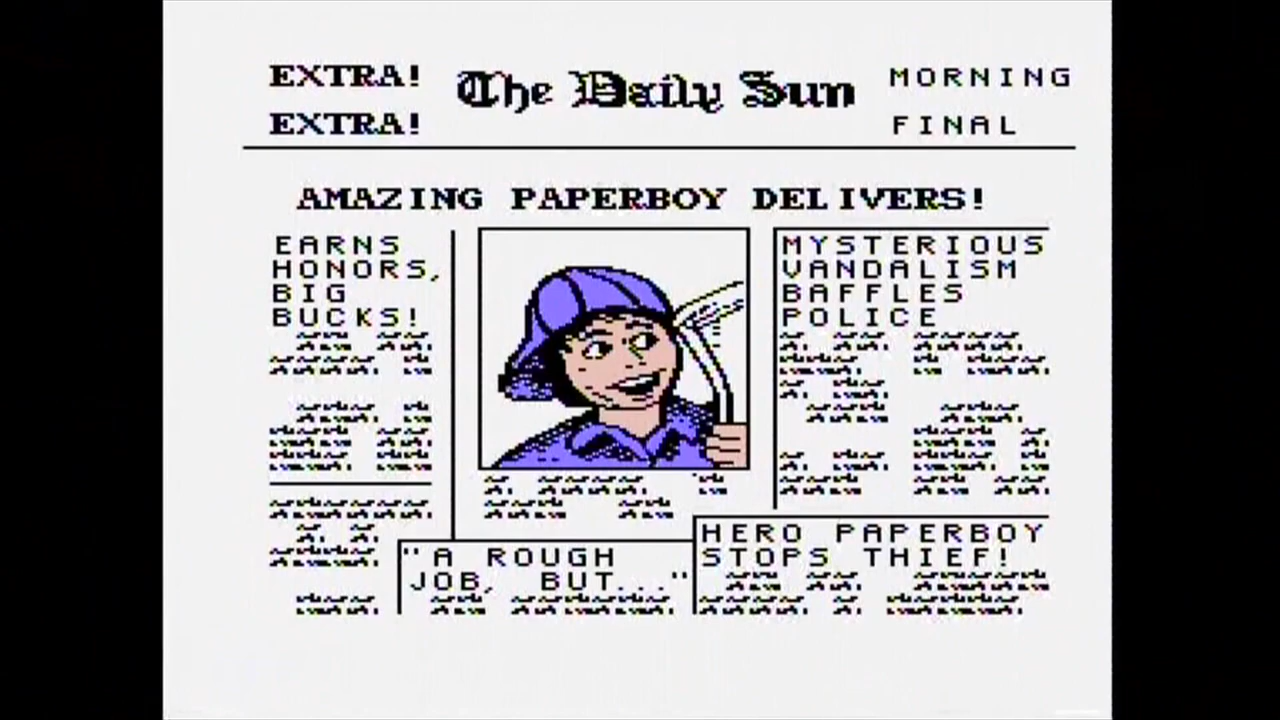 EXTRA!
EXTRA!
The Daily Sun
MORNING
FINAL
AMAZING PAPERBOY DELIVERS!
EARNS
HONORS,
BIG
BUCKS!
MYSTERIOUS
VANDALISM
BAFFLES
POLICE
"A ROUGH
JOB, BUT..."
HERO PAPERBOY
STOPS THIEF!